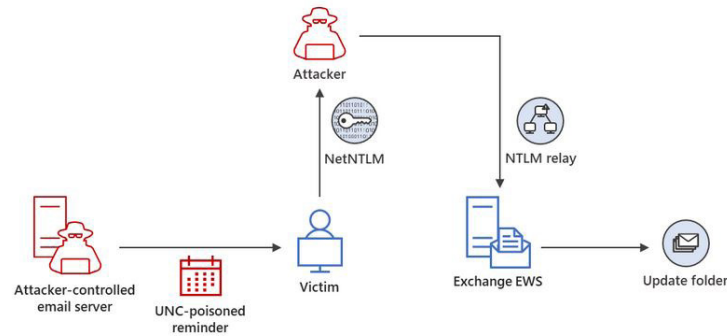 Attacker
NetNTLM
NTLM relay
Attacker-controlled
email server
UNC-poisoned
reminder
Victim
Exchange EWS
Update folder